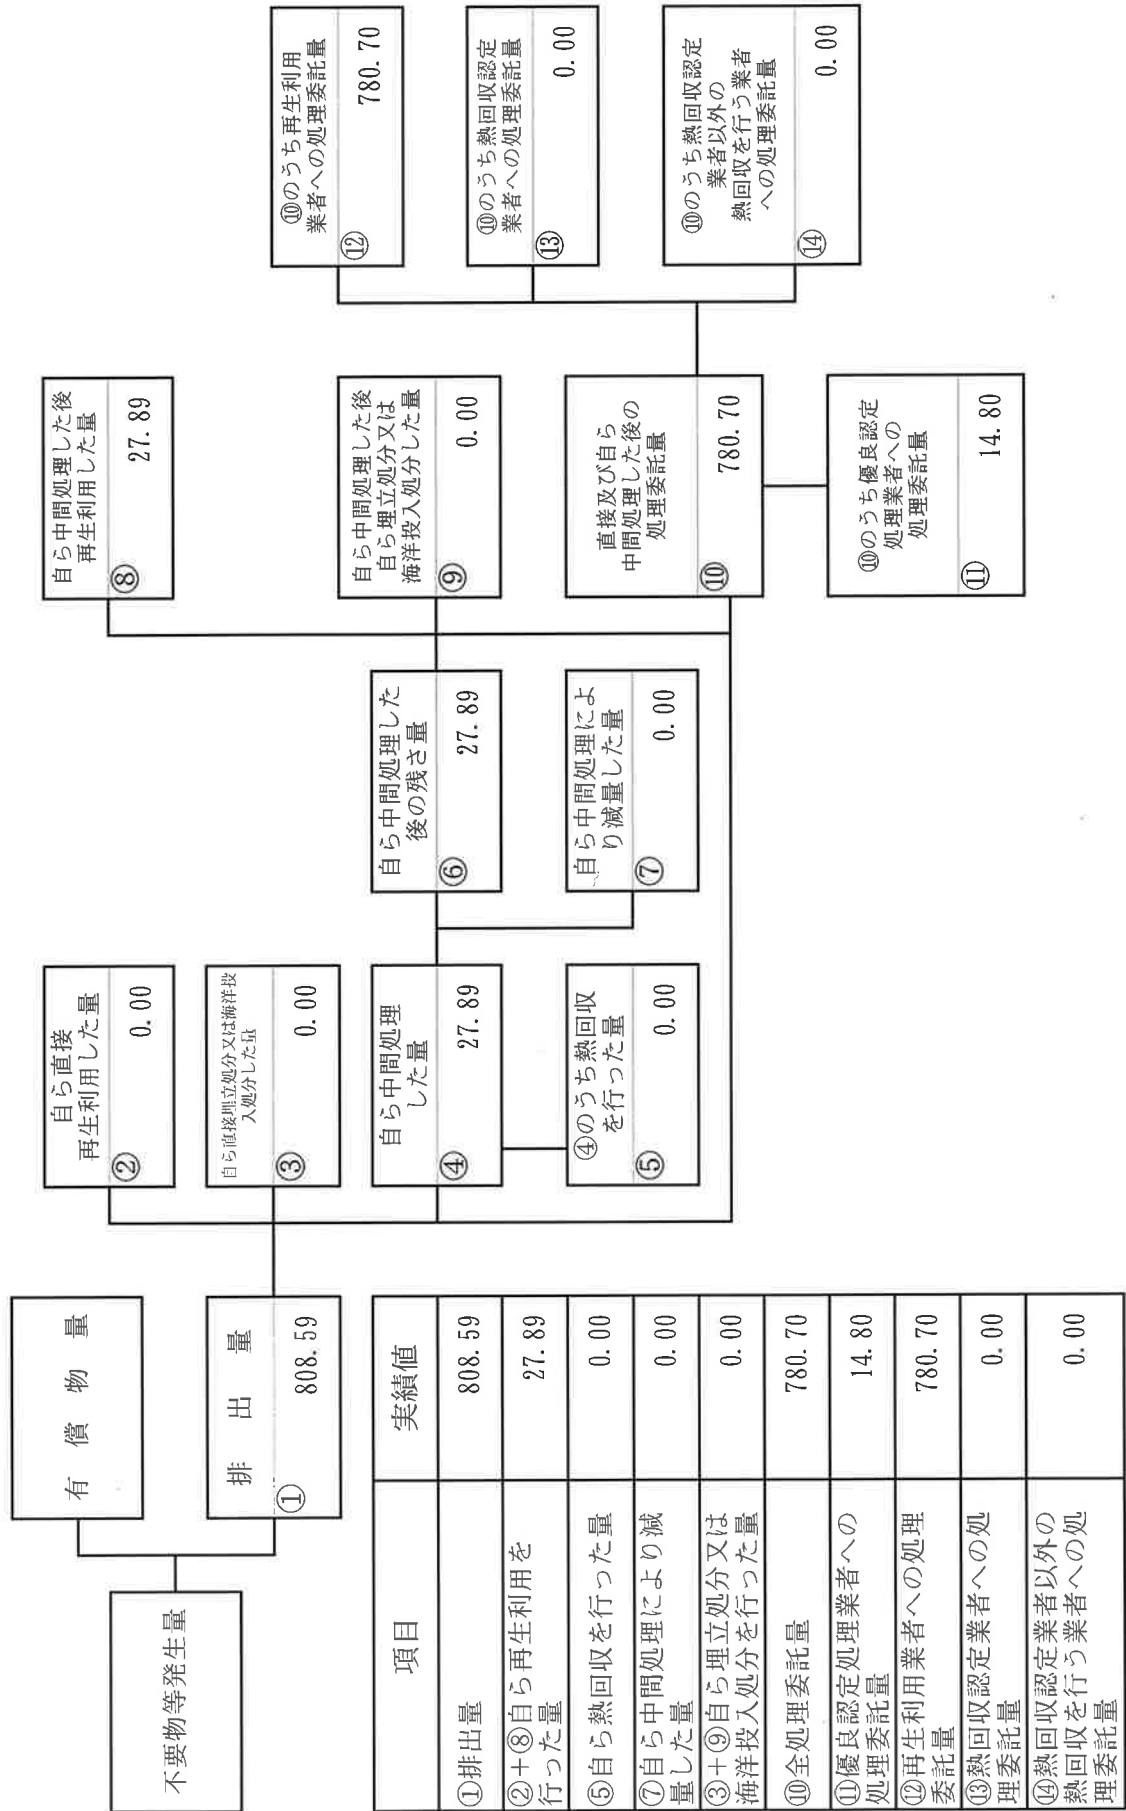 不要物等発生量
有 償 物 量
排 出 量
① 808.59
自ら直接
再生利用した量
② 0.00
自ら直接埋立処分又は海洋投
入処分した量
③ 0.00
自ら中間処理
した量
④ 27.89
④のうち熱回収
を行った量
⑤ 0.00
自ら中間処理した
後の残さ量
⑥ 27.89
自ら中間処理によ
り減量した量
⑦ 0.00
自ら中間処理した後
再生利用した量
⑧ 27.89
自ら中間処理した後
自ら埋立処分又は
海洋投入処分した量
⑨ 0.00
直接及び自ら
中間処理した後の
処理委託量
⑩ 780.70
⑩のうち優良認定
処理業者への
処理委託量
⑪ 14.80
⑩のうち再生利用
業者への処理委託量
⑫ 780.70
⑩のうち熱回収認定
業者への処理委託量
⑬ 0.00
⑩のうち熱回収認定
業者以外の
熱回収を行う業者
への処理委託量
⑭ 0.00
項目 実績値
①排出量 808.59
②+⑧自ら再生利用を
行った量 27.89
⑤自ら熱回収を行った量 0.00
⑦自ら中間処理により減
量した量 0.00
③+⑨自ら埋立処分又は
海洋投入処分を行った量 0.00
⑩全処理委託量 780.70
⑪優良認定処理業者への
処理委託量 14.80
⑫再生利用業者への処理
委託量 780.70
⑬熱回収認定業者への処
理委託量 0.00
⑭熱回収認定業者以外の
熱回収を行う業者への処
理委託量 0.00